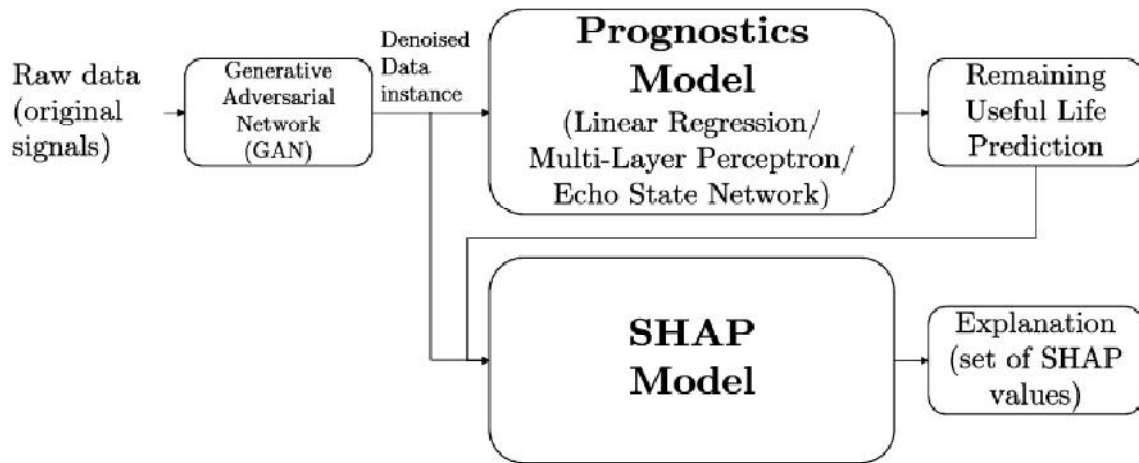 Raw data
(original
signals)
Generative
Adversarial
Network
(GAN)
Denoised
Data
instance
Prognostics
Model
(Linear Regression/
Multi-Layer Perceptron/
Echo State Network)
Remaining
Useful Life
Prediction
SHAP
Model
Explanation
(set of SHAP
values)